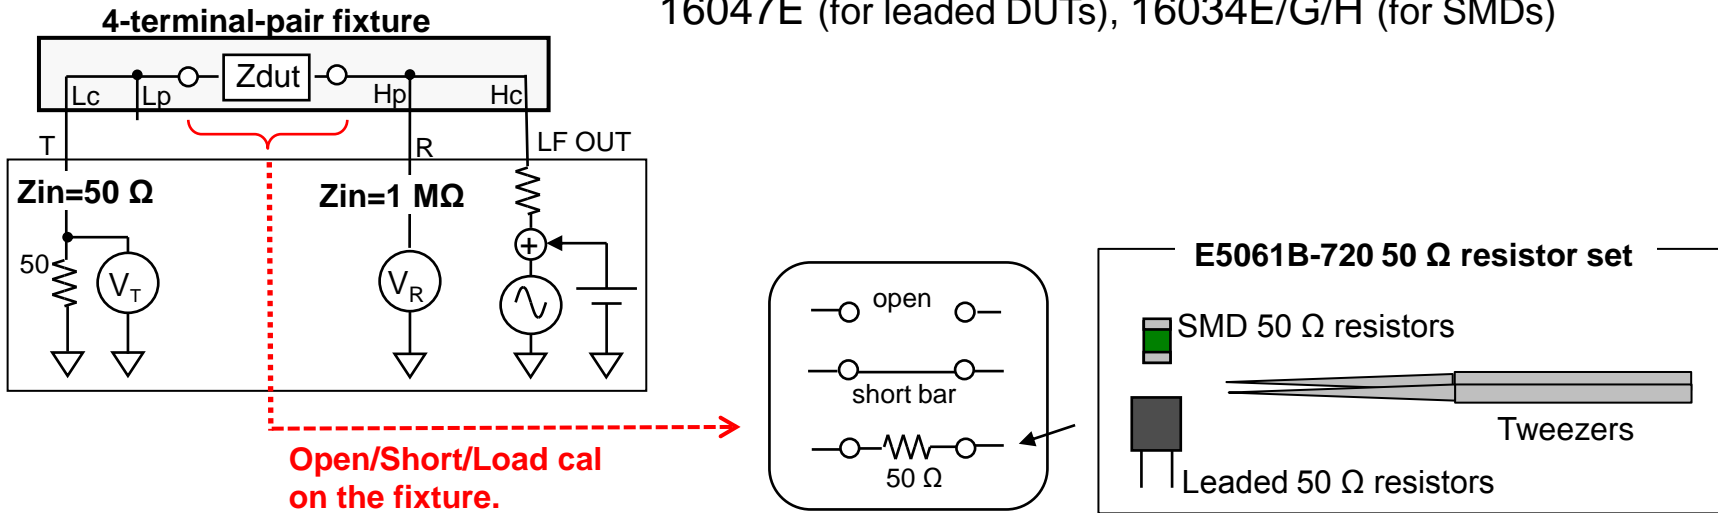 16047E (for leaded DUTs), 16034E/G/H (for SMDs)
4-terminal-pair fixture
Zdut
Lc
Lp
Hp
Hc
T
R
LF OUT
Zin=50 Ω
Zin=1 MΩ
50
VT
VR
+
Open/Short/Load cal
on the fixture.
open
short bar
50 Ω
E5061B-720 50 Ω resistor set
SMD 50 Ω resistors
Tweezers
Leaded 50 Ω resistors